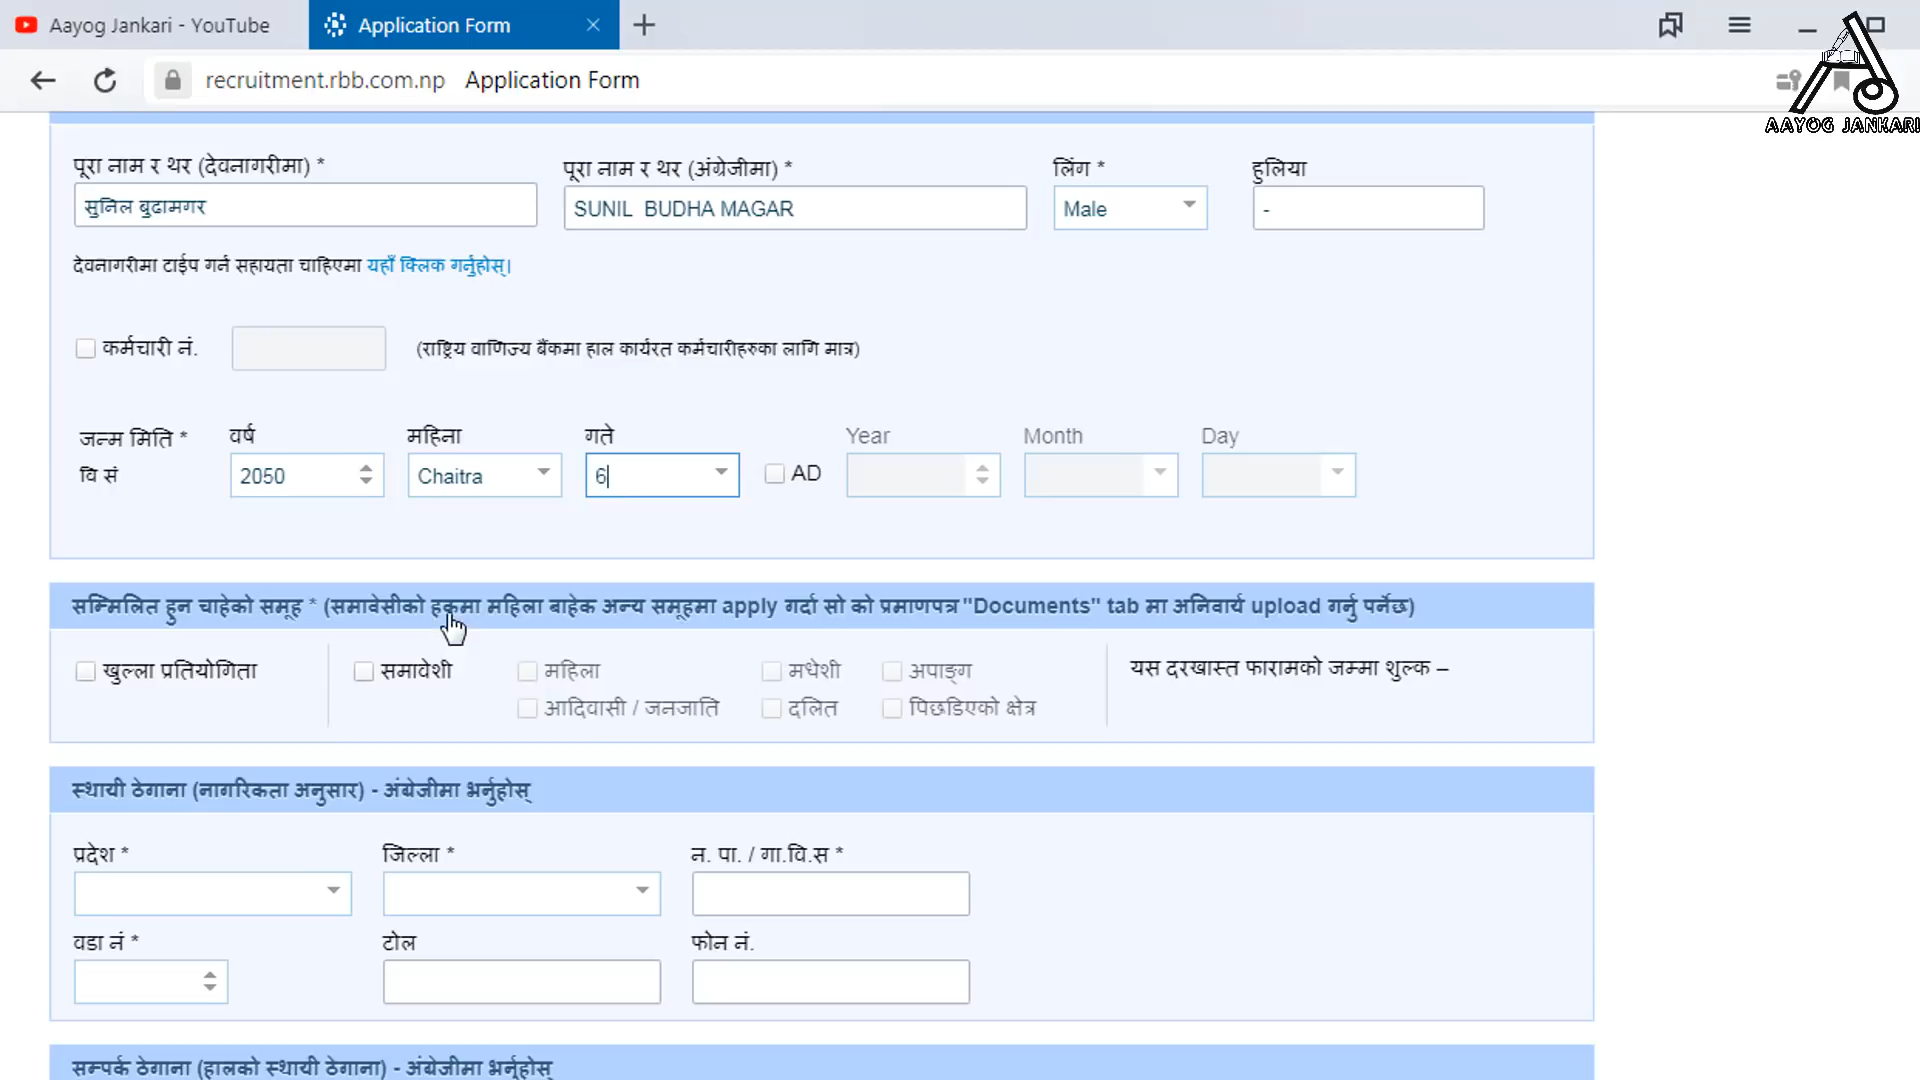 Aayog Jankari - YouTube
Application Form
recruitment.rbb.com.np Application Form
AAYOG JANKARI
पूरा नाम र थर (देवनागरीमा) *
पूरा नाम र थर (अंग्रेजीमा) *
लिंग *
हुलिया
सुनिल बुढामगर
SUNIL BUDHA MAGAR
Male
-
देवनागरीमा टाईप गर्न सहायता चाहिएमा यहाँ क्लिक गर्नुहोस्।
कर्मचारी नं.
(राष्ट्रिय वाणिज्य बैंकमा हाल कार्यरत कर्मचारीहरुका लागि मात्र)
जन्म मिति *
वर्ष
महिना
गते
Year
Month
Day
वि सं
2050
Chaitra
6
AD
सम्मिलित हुन चाहेको समूह * (समावेसीको हकमा महिला बाहेक अन्य समूहमा apply गर्दा सो को प्रमाणपत्र "Documents" tab मा अनिवार्य upload गर्नु पर्नेछ)
खुल्ला प्रतियोगिता
समावेशी
महिला
मधेशी
अपाङ्ग
यस दरखास्त फारामको जम्मा शुल्क –
आदिवासी / जनजाति
दलित
पिछडिएको क्षेत्र
स्थायी ठेगाना (नागरिकता अनुसार) - अंग्रेजीमा भर्नुहोस्
प्रदेश *
जिल्ला *
न. पा. / गा.वि.स *
वडा नं *
टोल
फोन नं.
सम्पर्क ठेगाना (हालको स्थायी ठेगाना) - अंग्रेजीमा भर्नुहोस्